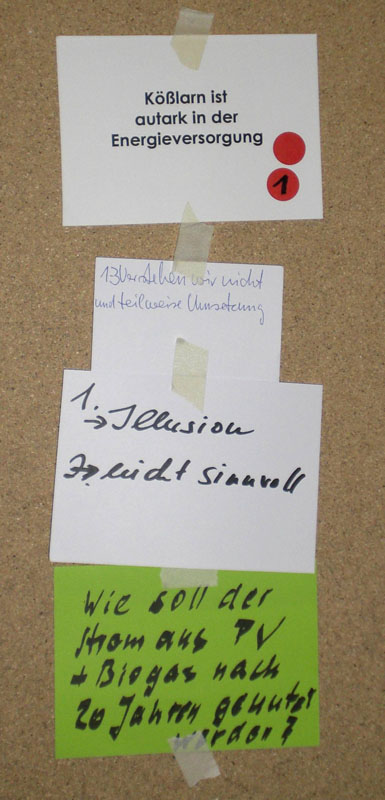 Kößlarn ist
autark in der
Energieversorgung
1
13 Verstehen wir nicht
und teilweise Umsetzung
1.
→ Illusion
→ nicht sinnvoll
Wie soll der
Strom aus PV
+ Biogas nach
20 Jahren genutzt
werden?